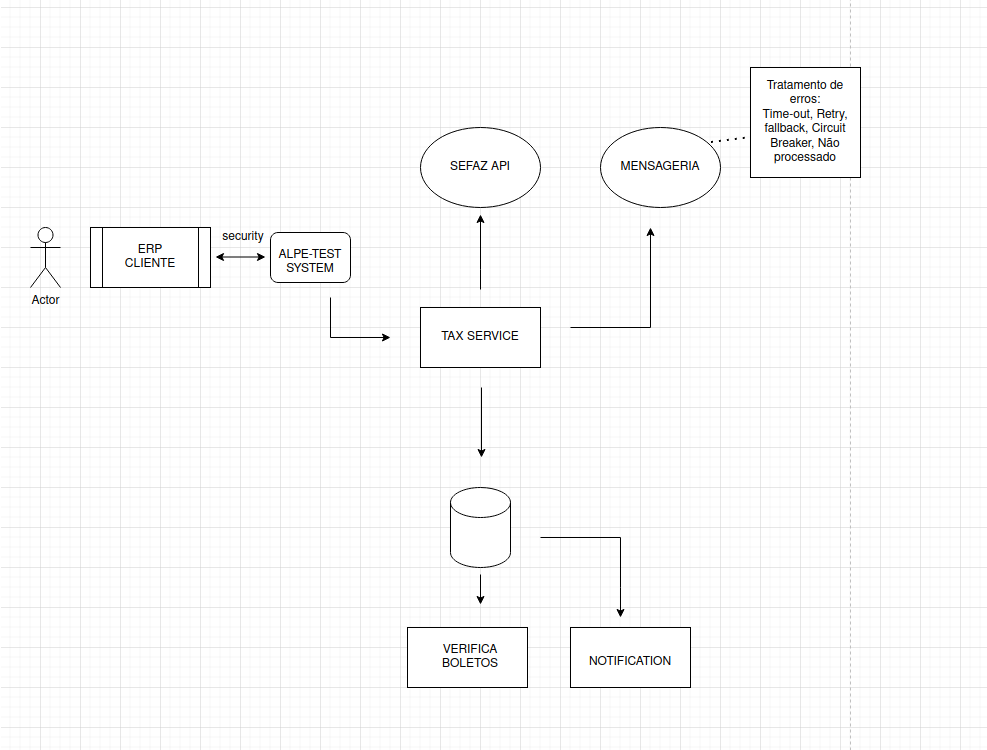 Tratamento de
erros:
Time-out, Retry,
fallback, Circuit
Breaker, Não
processado
SEFAZ API
MENSAGERIA
security
ERP
CLIENTE
ALPE-TEST
SYSTEM
Actor
TAX SERVICE
VERIFICA
BOLETOS
NOTIFICATION